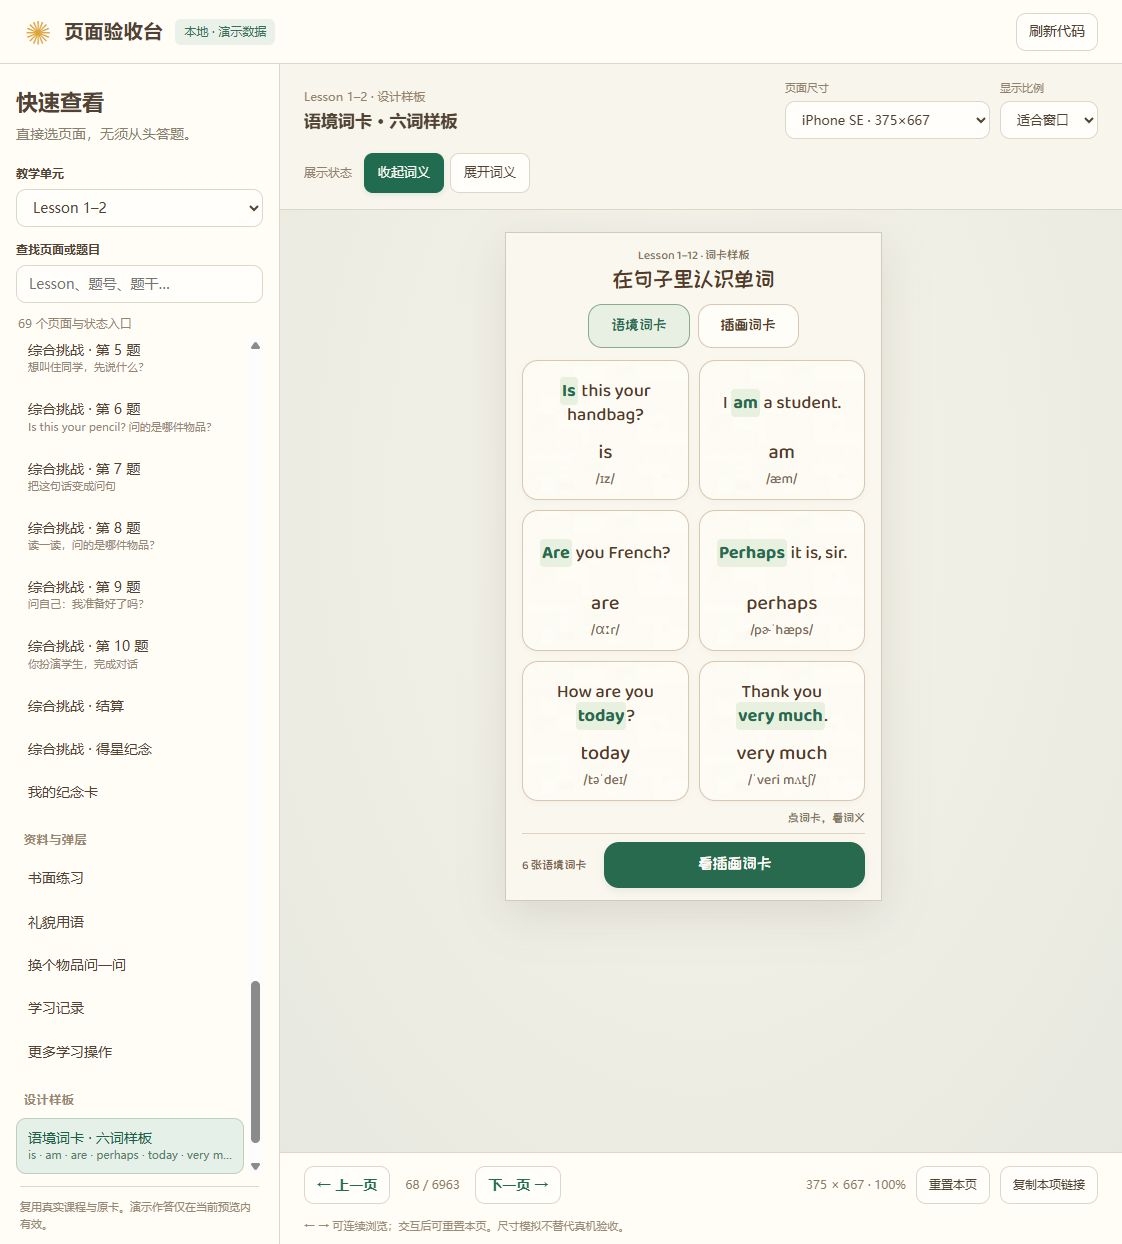 页面验收台
本地 · 演示数据
刷新代码
快速查看
直接选页面，无须从头答题。
教学单元
Lesson 1–2
查找页面或题目
Lesson、题号、题干...
69 个页面与状态入口
综合挑战 · 第 5 题
想叫住同学，先说什么？
综合挑战 · 第 6 题
Is this your pencil? 问的是哪件物品？
综合挑战 · 第 7 题
把这句话变成问句
综合挑战 · 第 8 题
读一读，问的是哪件物品？
综合挑战 · 第 9 题
问自己：我准备好了吗？
综合挑战 · 第 10 题
你扮演学生，完成对话
综合挑战 · 结算
综合挑战 · 得星纪念
我的纪念卡
资料与弹层
书面练习
礼貌用语
换个物品问一问
学习记录
更多学习操作
设计样板
语境词卡 · 六词样板
is · am · are · perhaps · today · very m...
复用真实课程与原卡。演示作答仅在当前预览内
有效。
Lesson 1–2 · 设计样板
语境词卡 · 六词样板
页面尺寸
iPhone SE · 375×667
显示比例
适合窗口
展示状态
收起词义
展开词义
Lesson 1–12 · 词卡样板
在句子里认识单词
语境词卡
插画词卡
Is this your
handbag?
is
/ɪz/
I am a student.
am
/æm/
Are you French?
are
/ɑːr/
Perhaps it is, sir.
perhaps
/pɚˈhæps/
How are you
today?
today
/təˈdeɪ/
Thank you
very much.
very much
/ˈveri mʌtʃ/
点词卡，看词义
6 张语境词卡
看插画词卡
← 上一页
68 / 6963
下一页 →
375 × 667 · 100%
重置本页
复制本项链接
← → 可连续浏览；交互后可重置本页。尺寸模拟不替代真机验收。